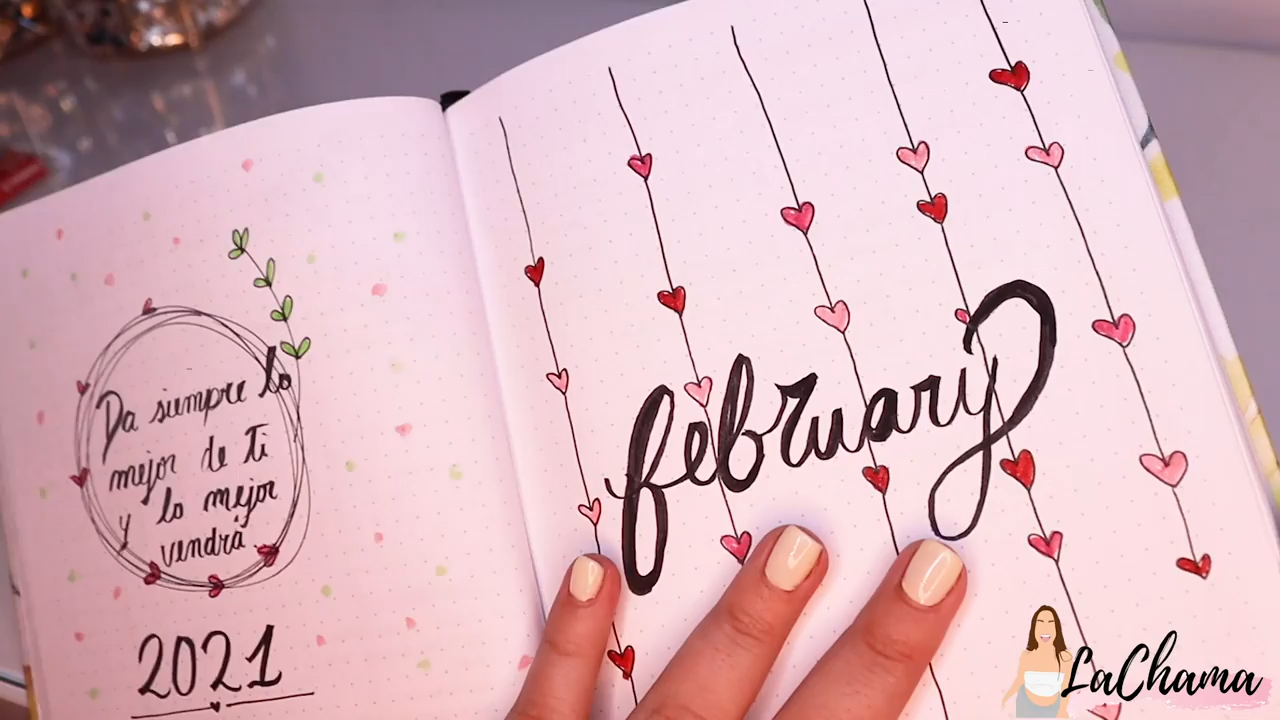 Da siempre lo
mejor de ti
y lo mejor
vendrá
2021
february
LaChama